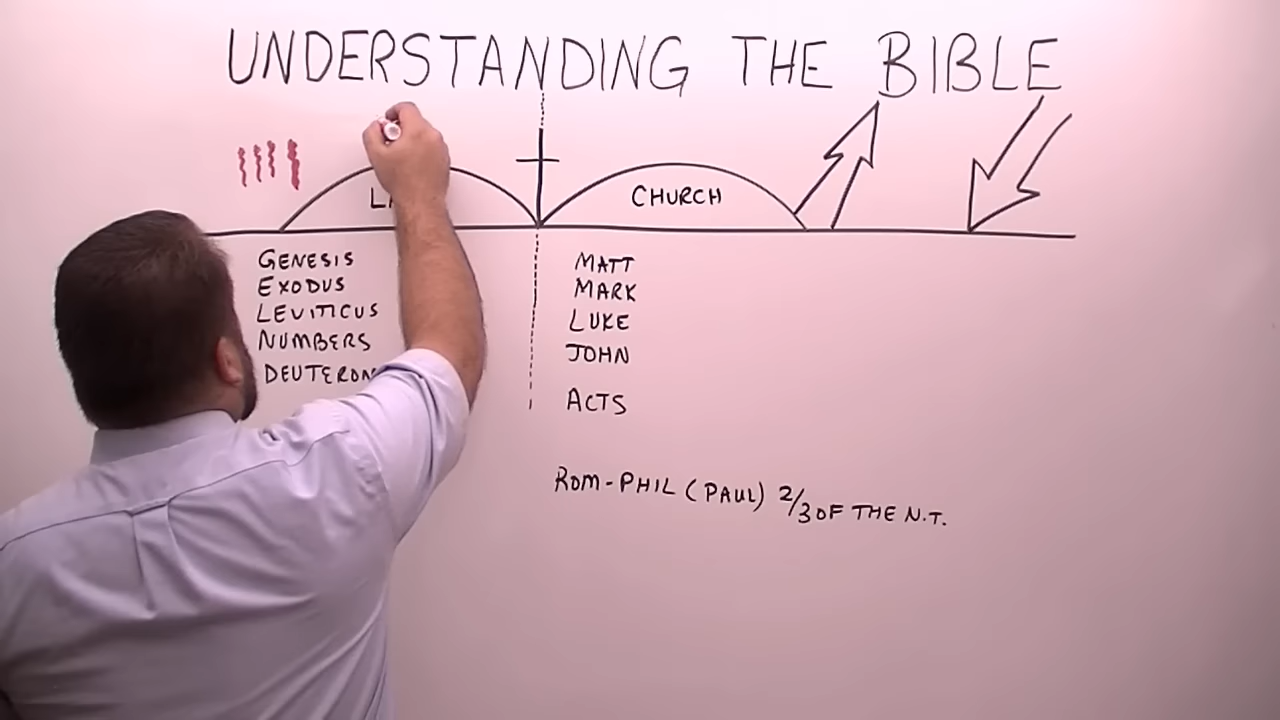 UNDERSTANDING THE BIBLE
CHURCH
GENESIS
EXODUS
LEVITICUS
NUMBERS
MATT
MARK
LUKE
JOHN
ACTS
ROM-PHIL (PAUL) 2/3 OF THE N.T.